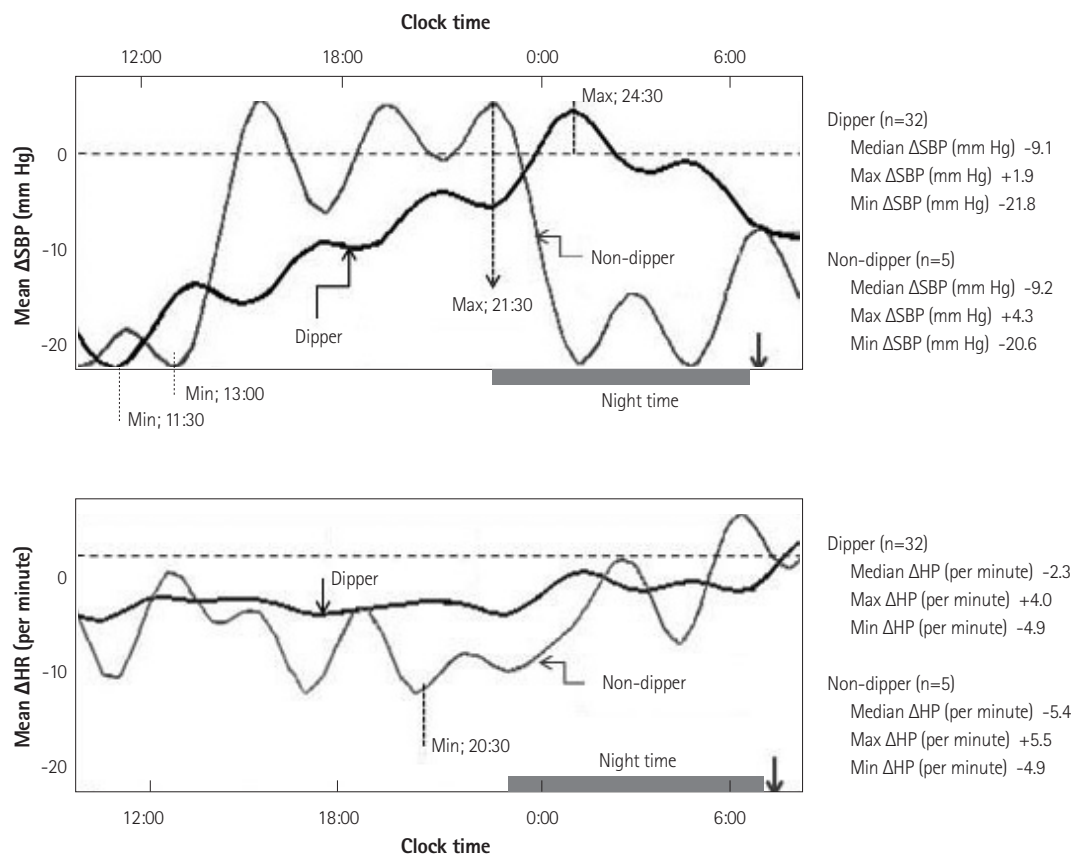 Clock time
12:00 18:00 0:00 6:00
Mean ΔSBP (mm Hg)
0
-10
-20
Max; 24:30
Non-dipper
Max; 21:30
Dipper
Min; 13:00
Min; 11:30
Night time
Dipper (n=32)
Median ΔSBP (mm Hg) -9.1
Max ΔSBP (mm Hg) +1.9
Min ΔSBP (mm Hg) -21.8
Non-dipper (n=5)
Median ΔSBP (mm Hg) -9.2
Max ΔSBP (mm Hg) +4.3
Min ΔSBP (mm Hg) -20.6
Mean ΔHR (per minute)
0
-10
-20
Dipper
Non-dipper
Min; 20:30
Night time
12:00 18:00 0:00 6:00
Clock time
Dipper (n=32)
Median ΔHP (per minute) -2.3
Max ΔHP (per minute) +4.0
Min ΔHP (per minute) -4.9
Non-dipper (n=5)
Median ΔHP (per minute) -5.4
Max ΔHP (per minute) +5.5
Min ΔHP (per minute) -4.9